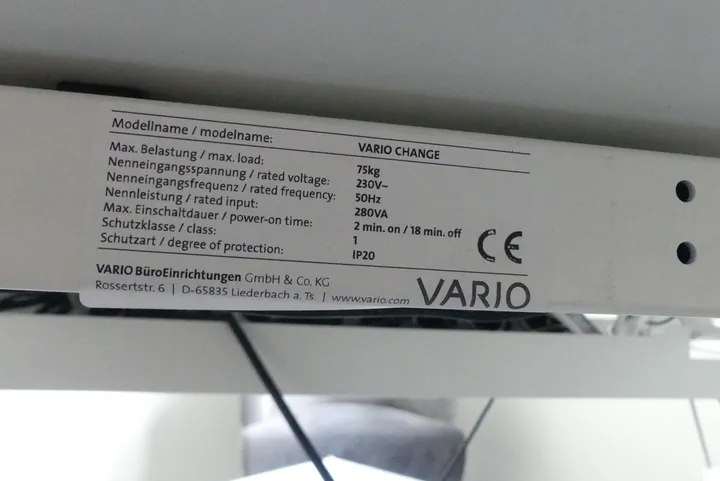 Modellname / modelname: VARIO CHANGE
Max. Belastung / max. load: 75kg
Nenneingangsspannung / rated voltage: 230V~
Nenneingangsfrequenz / rated frequency: 50Hz
Nennleistung / rated input: 280VA
Max. Einschaltdauer / power-on time: 2 min. on / 18 min. off
Schutzklasse / class: 1
Schutzart / degree of protection: IP20
CE
VARIO BüroEinrichtungen GmbH & Co. KG
Rossertstr. 6 | D-65835 Liederbach a. Ts. | www.vario.com
VARIO